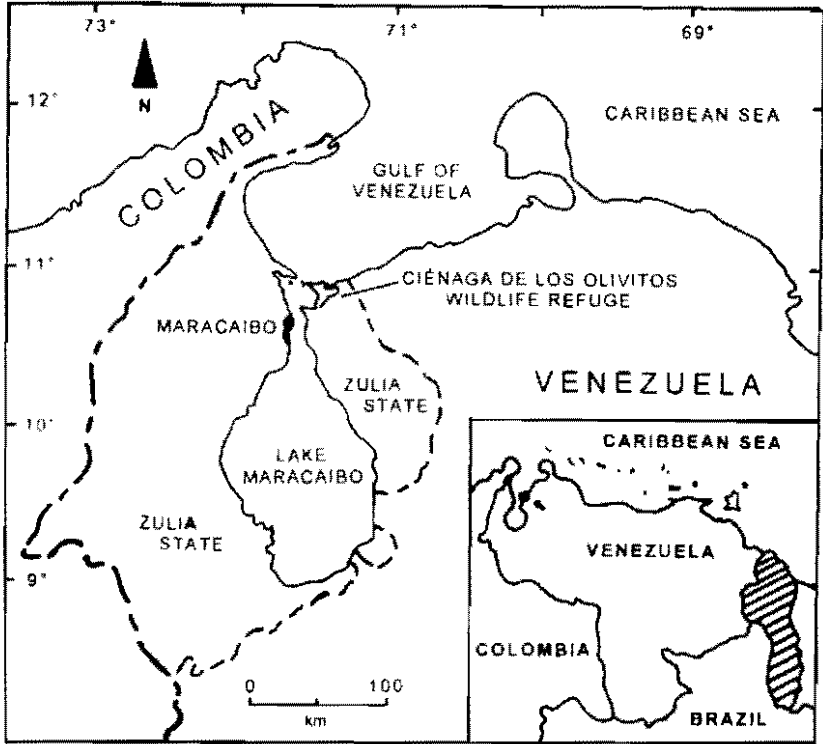 73°
71°
69°
12°
11°
10°
9°
N
COLOMBIA
CARIBBEAN SEA
GULF OF
VENEZUELA
CIÉNAGA DE LOS OLIVITOS
WILDLIFE REFUGE
MARACAIBO
ZULIA
STATE
VENEZUELA
LAKE
MARACAIBO
ZULIA
STATE
0 100
km
CARIBBEAN SEA
VENEZUELA
COLOMBIA
BRAZIL